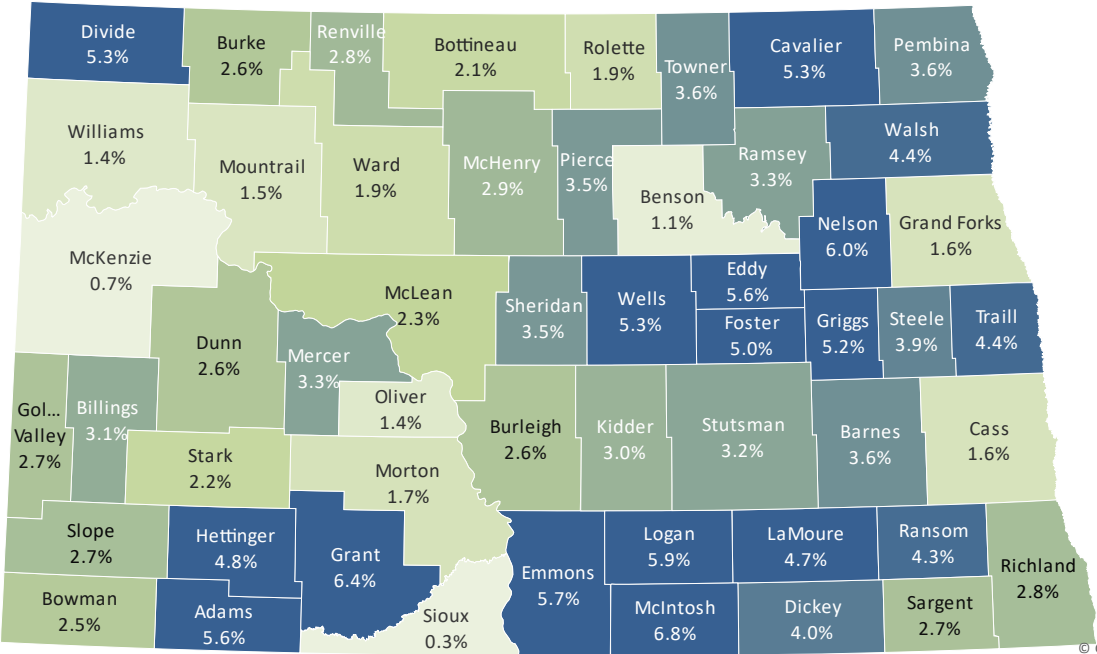 Divide
5.3%
Burke
2.6%
Renville
2.8%
Bottineau
2.1%
Rolette
1.9%
Towner
3.6%
Cavalier
5.3%
Pembina
3.6%
Williams
1.4%
Mountrail
1.5%
Ward
1.9%
McHenry
2.9%
Pierce
3.5%
Benson
1.1%
Ramsey
3.3%
Walsh
4.4%
Nelson
6.0%
Grand Forks
1.6%
McKenzie
0.7%
McLean
2.3%
Sheridan
3.5%
Wells
5.3%
Eddy
5.6%
Foster
5.0%
Griggs
5.2%
Steele
3.9%
Traill
4.4%
Dunn
2.6%
Mercer
3.3%
Oliver
1.4%
Gol...
Valley
2.7%
Billings
3.1%
Stark
2.2%
Morton
1.7%
Burleigh
2.6%
Kidder
3.0%
Stutsman
3.2%
Barnes
3.6%
Cass
1.6%
Slope
2.7%
Hettinger
4.8%
Grant
6.4%
Emmons
5.7%
Logan
5.9%
LaMoure
4.7%
Ransom
4.3%
Richland
2.8%
Bowman
2.5%
Adams
5.6%
Sioux
0.3%
McIntosh
6.8%
Dickey
4.0%
Sargent
2.7%
©